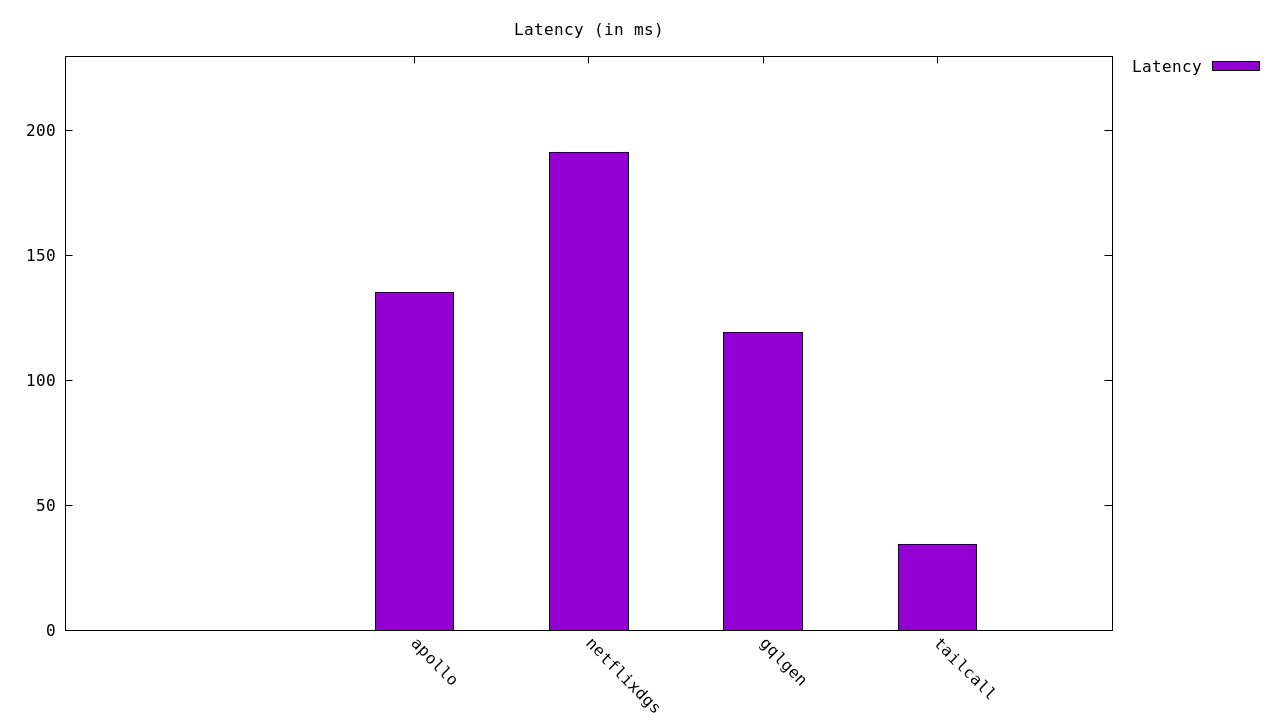 Latency (in ms)
Latency
200
150
100
50
0
apollo
netflixdgs
gqlgen
tailcall